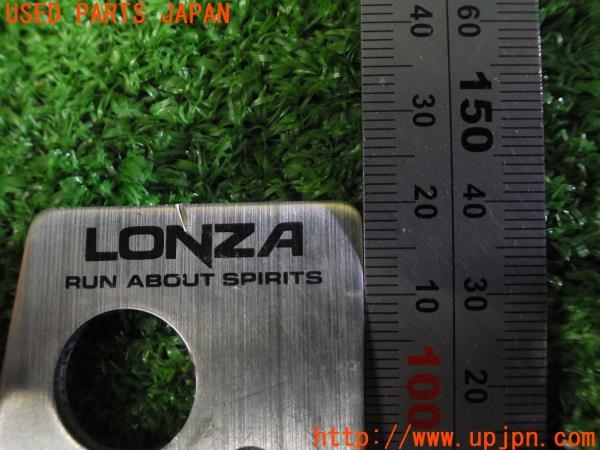 USED PARTS JAPAN
LONZA
RUN ABOUT SPIRITS
40 60
30 150
20 40
10 30
100 20
http://www.upjpn.com